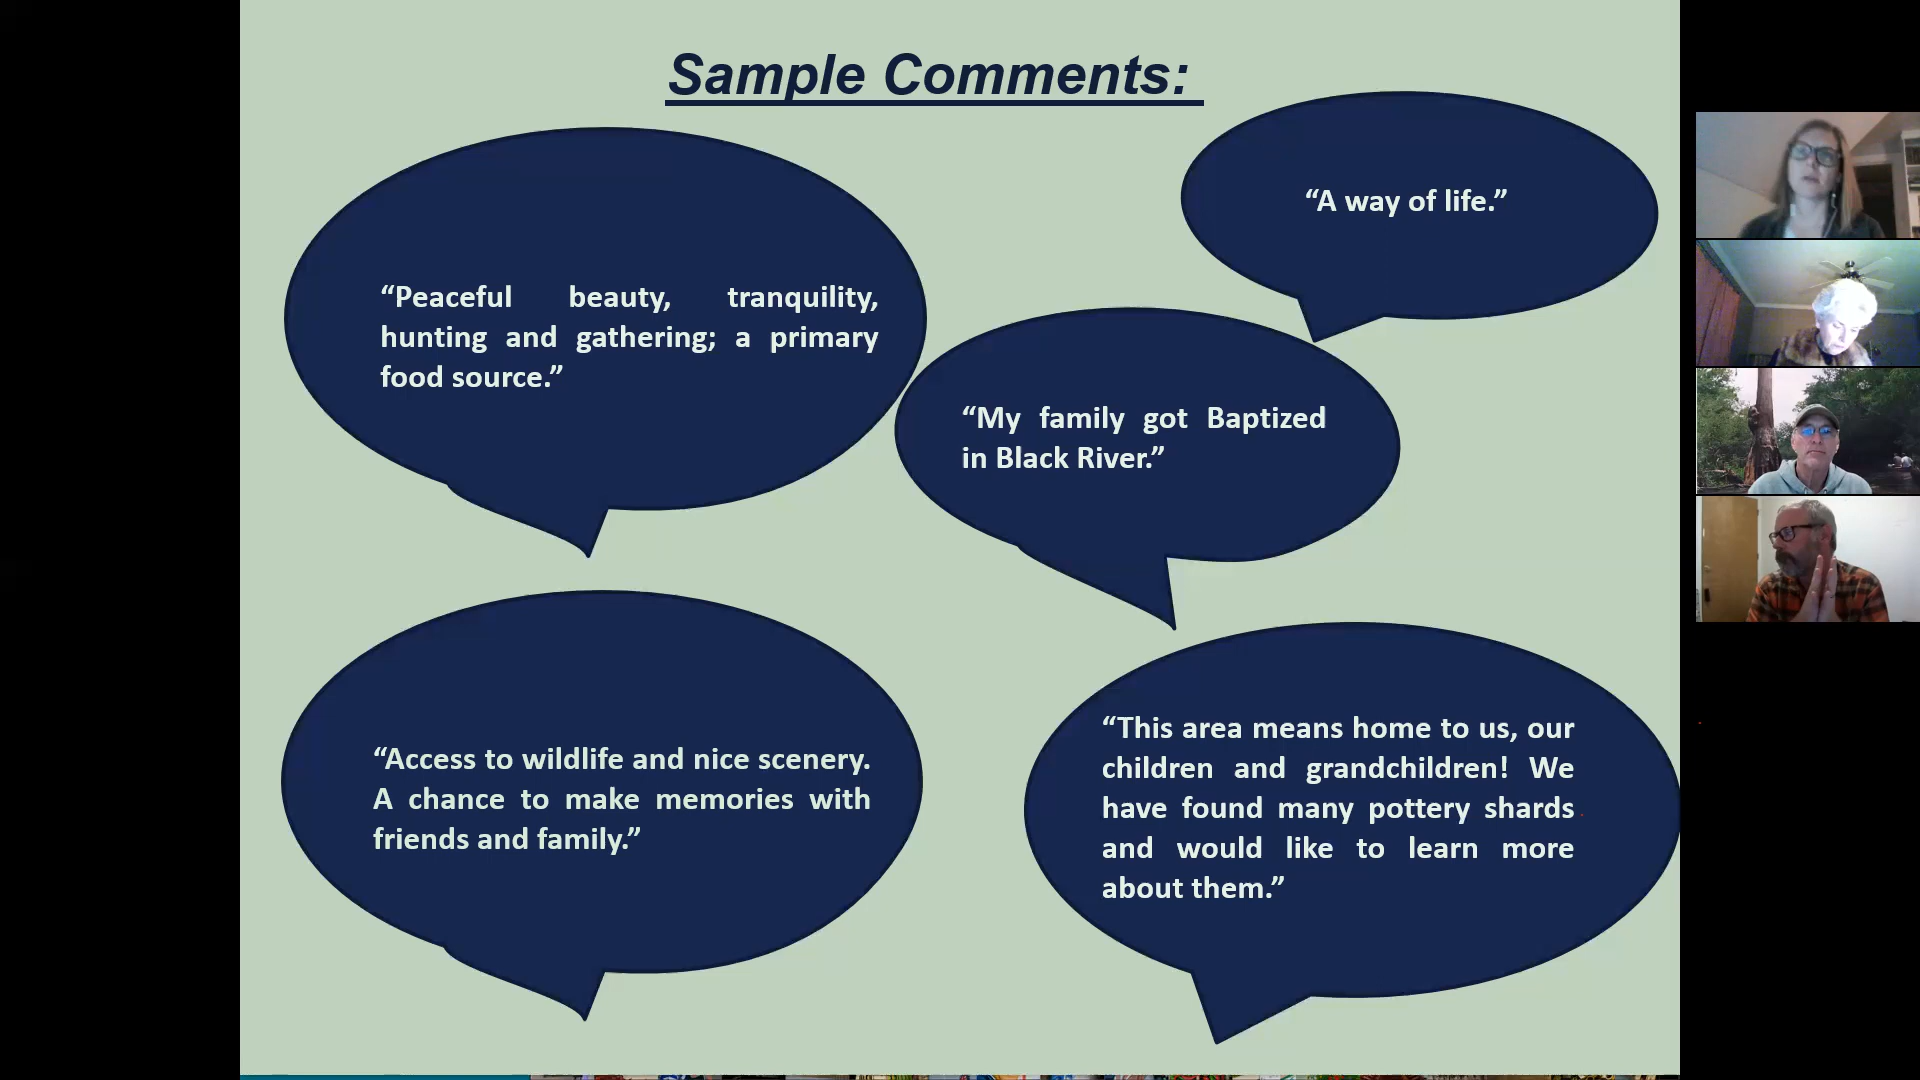 Sample Comments:
“A way of life.”
“Peaceful beauty, tranquility,
hunting and gathering; a primary
food source.”
“My family got Baptized
in Black River.”
“Access to wildlife and nice scenery.
A chance to make memories with
friends and family.”
“This area means home to us, our
children and grandchildren! We
have found many pottery shards
and would like to learn more
about them.”